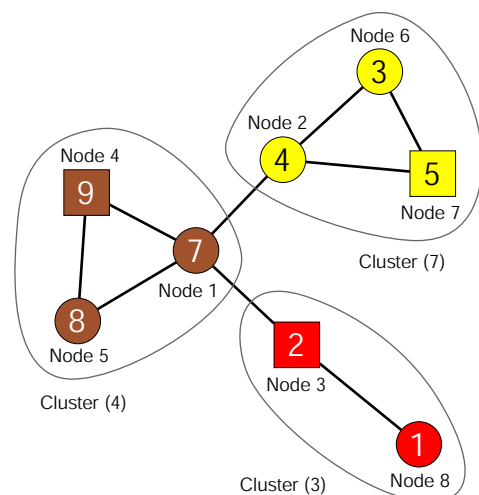 Node 6
3
Node 2
4
5
Node 7
Cluster (7)
Node 4
9
7
Node 1
8
Node 5
Cluster (4)
2
Node 3
1
Node 8
Cluster (3)